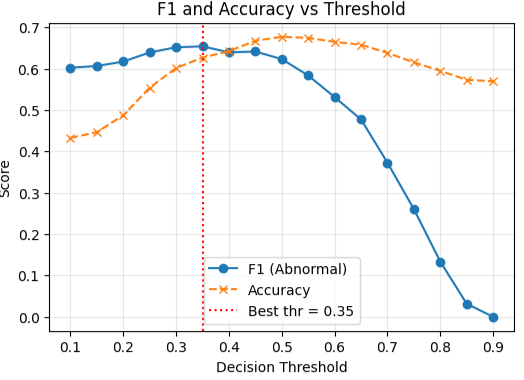 F1 and Accuracy vs Threshold
Score
0.7
0.6
0.5
0.4
0.3
0.2
0.1
0.0
F1 (Abnormal)
Accuracy
Best thr = 0.35
0.1 0.2 0.3 0.4 0.5 0.6 0.7 0.8 0.9
Decision Threshold